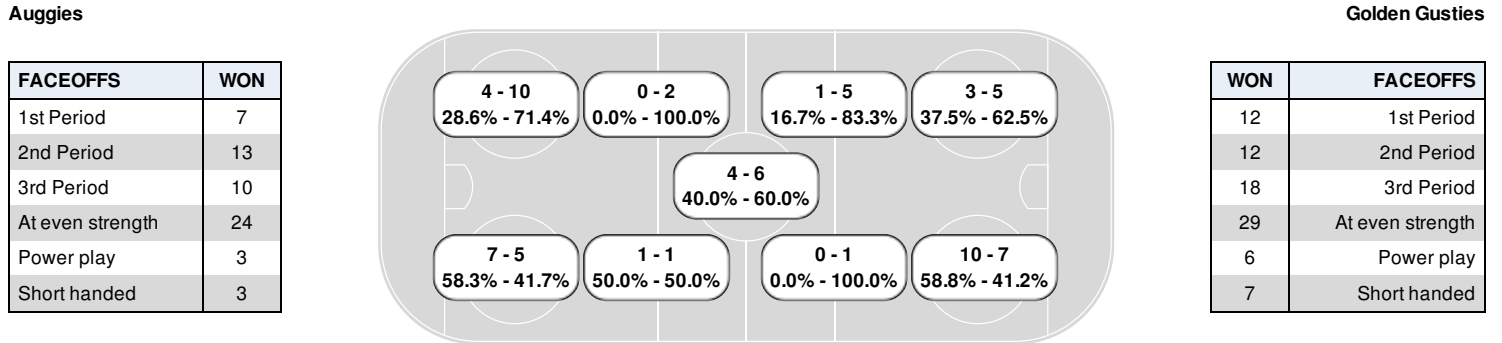 Auggies
Golden Gusties
FACEOFFS WON
1st Period 7
2nd Period 13
3rd Period 10
At even strength 24
Power play 3
Short handed 3
4 - 10
28.6% - 71.4%
0 - 2
0.0% - 100.0%
1 - 5
16.7% - 83.3%
3 - 5
37.5% - 62.5%
4 - 6
40.0% - 60.0%
7 - 5
58.3% - 41.7%
1 - 1
50.0% - 50.0%
0 - 1
0.0% - 100.0%
10 - 7
58.8% - 41.2%
WON FACEOFFS
12 1st Period
12 2nd Period
18 3rd Period
29 At even strength
6 Power play
7 Short handed